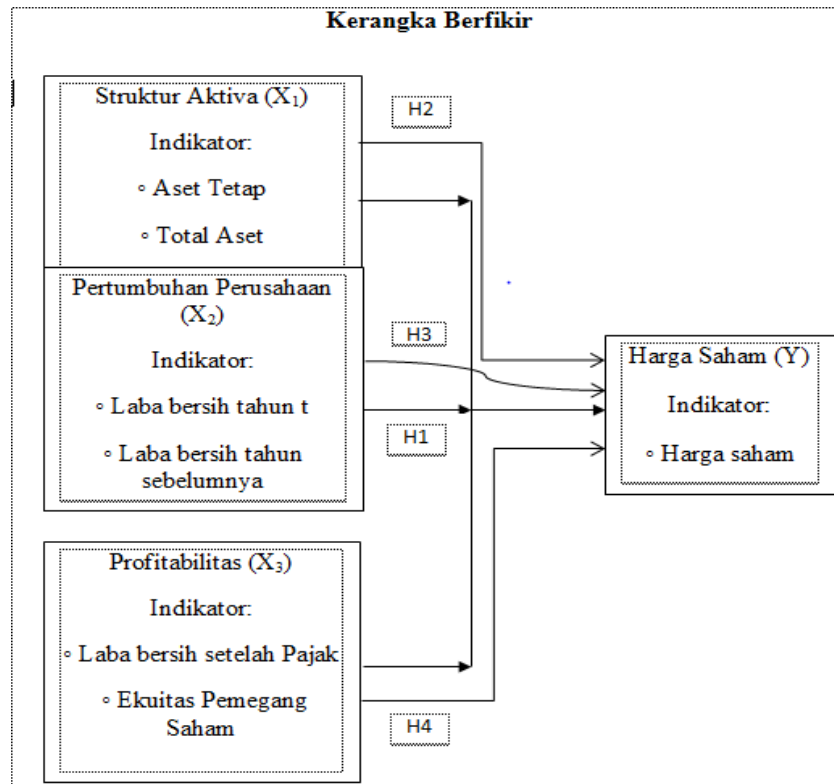 Kerangka Berfikir
Struktur Aktiva (X₁)
Indikator:
∘ Aset Tetap
∘ Total Aset
H2
Pertumbuhan Perusahaan
(X₂)
Indikator:
∘ Laba bersih tahun t
∘ Laba bersih tahun
sebelumnya
H3
H1
Harga Saham (Y)
Indikator:
∘ Harga saham
Profitabilitas (X₃)
Indikator:
∘ Laba bersih setelah Pajak
∘ Ekuitas Pemegang
Saham
H4